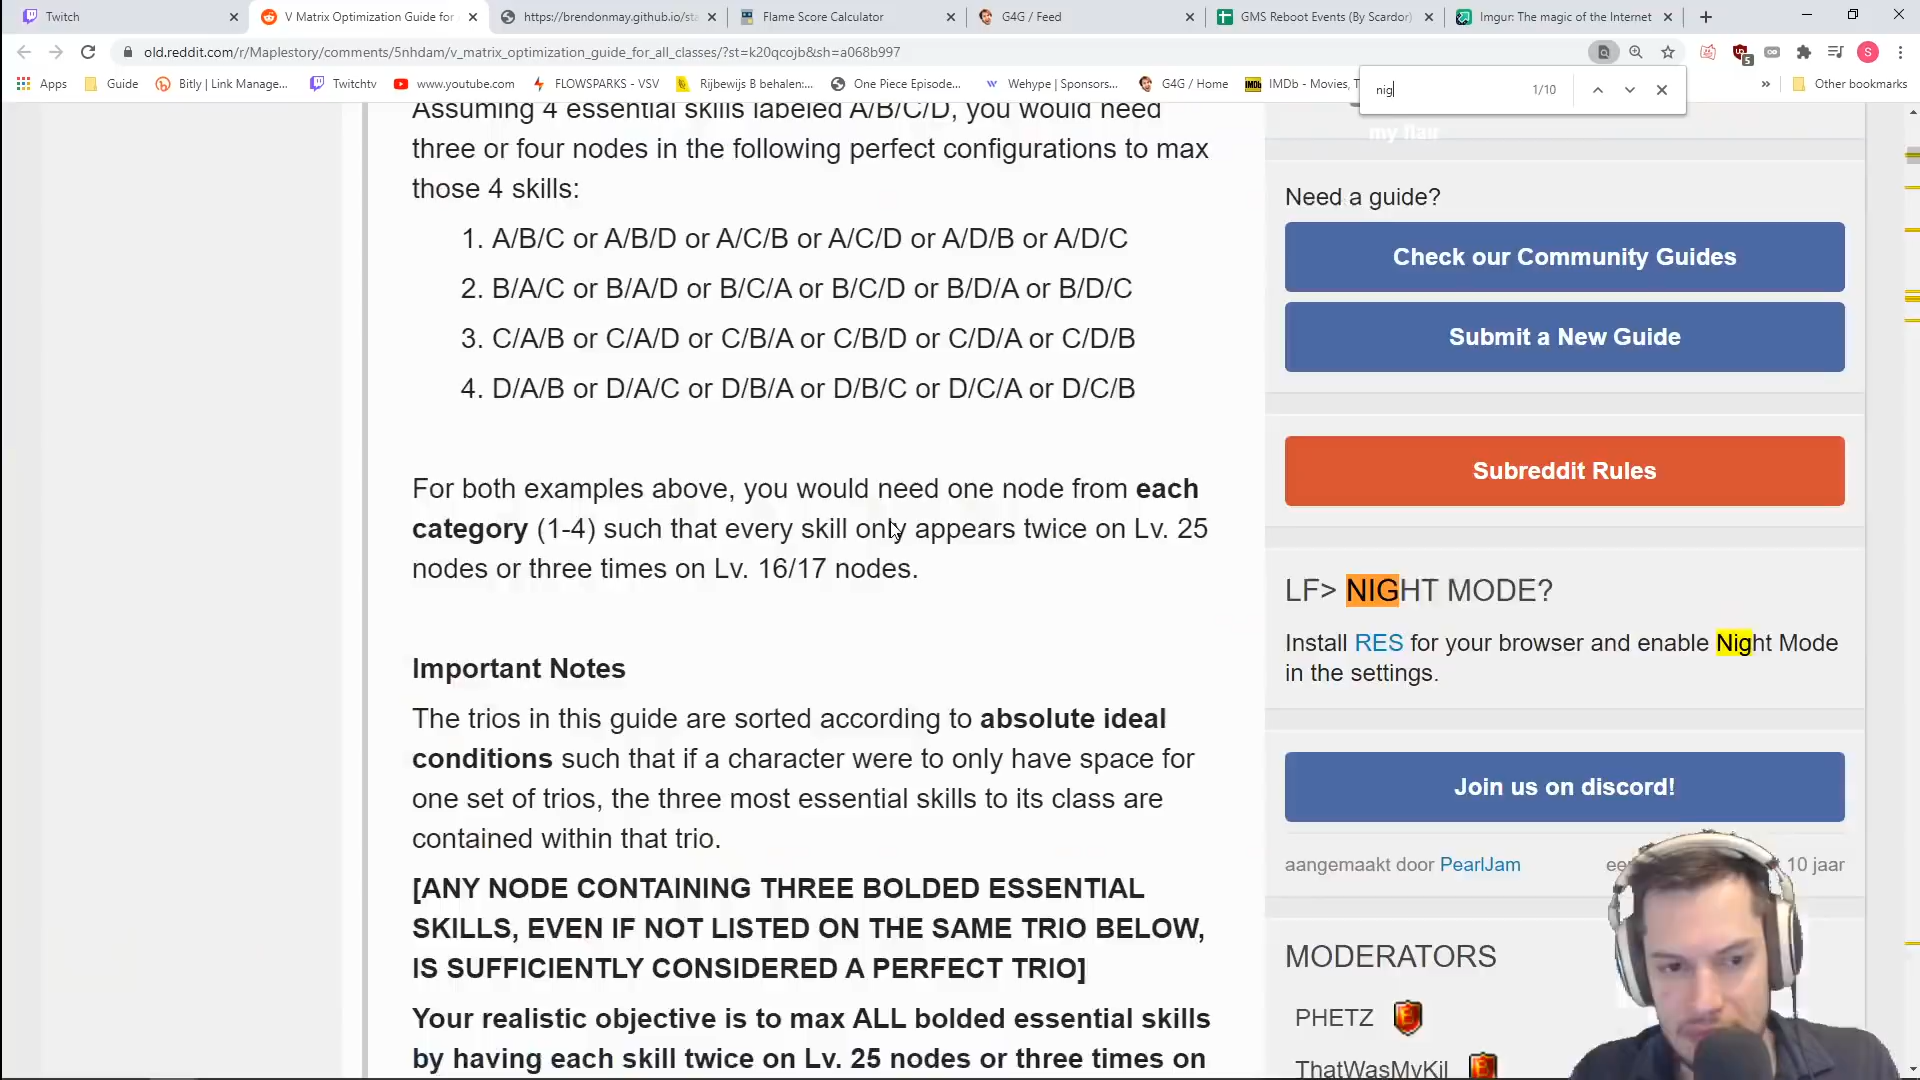 Twitch
V Matrix Optimization Guide for
https://brendonmay.github.io/sta
Flame Score Calculator
G4G / Feed
GMS Reboot Events (By Scardor)
Imgur: The magic of the Internet
old.reddit.com/r/Maplestory/comments/5nhdam/v_matrix_optimization_guide_for_all_classes/?st=k20qcojb&sh=a068b997
5
S
Apps
Guide
Bitly | Link Manage...
Twitchtv
www.youtube.com
FLOWSPARKS - VSV
Rijbewijs B behalen:...
One Piece Episode...
Wehype | Sponsors...
G4G / Home
IMDb - Movies, T
»
Other bookmarks
nig
1/10
my flair
Assuming 4 essential skills labeled A/B/C/D, you would need
three or four nodes in the following perfect configurations to max
those 4 skills:
1. A/B/C or A/B/D or A/C/B or A/C/D or A/D/B or A/D/C
2. B/A/C or B/A/D or B/C/A or B/C/D or B/D/A or B/D/C
3. C/A/B or C/A/D or C/B/A or C/B/D or C/D/A or C/D/B
4. D/A/B or D/A/C or D/B/A or D/B/C or D/C/A or D/C/B
For both examples above, you would need one node from each
category (1-4) such that every skill only appears twice on Lv. 25
nodes or three times on Lv. 16/17 nodes.
Important Notes
The trios in this guide are sorted according to absolute ideal
conditions such that if a character were to only have space for
one set of trios, the three most essential skills to its class are
contained within that trio.
[ANY NODE CONTAINING THREE BOLDED ESSENTIAL
SKILLS, EVEN IF NOT LISTED ON THE SAME TRIO BELOW,
IS SUFFICIENTLY CONSIDERED A PERFECT TRIO]
Your realistic objective is to max ALL bolded essential skills
by having each skill twice on Lv. 25 nodes or three times on
Need a guide?
Check our Community Guides
Submit a New Guide
Subreddit Rules
LF> NIGHT MODE?
Install RES for your browser and enable Night Mode
in the settings.
Join us on discord!
aangemaakt door PearlJam
10 jaar
MODERATORS
PHETZ
ThatWasMyKil